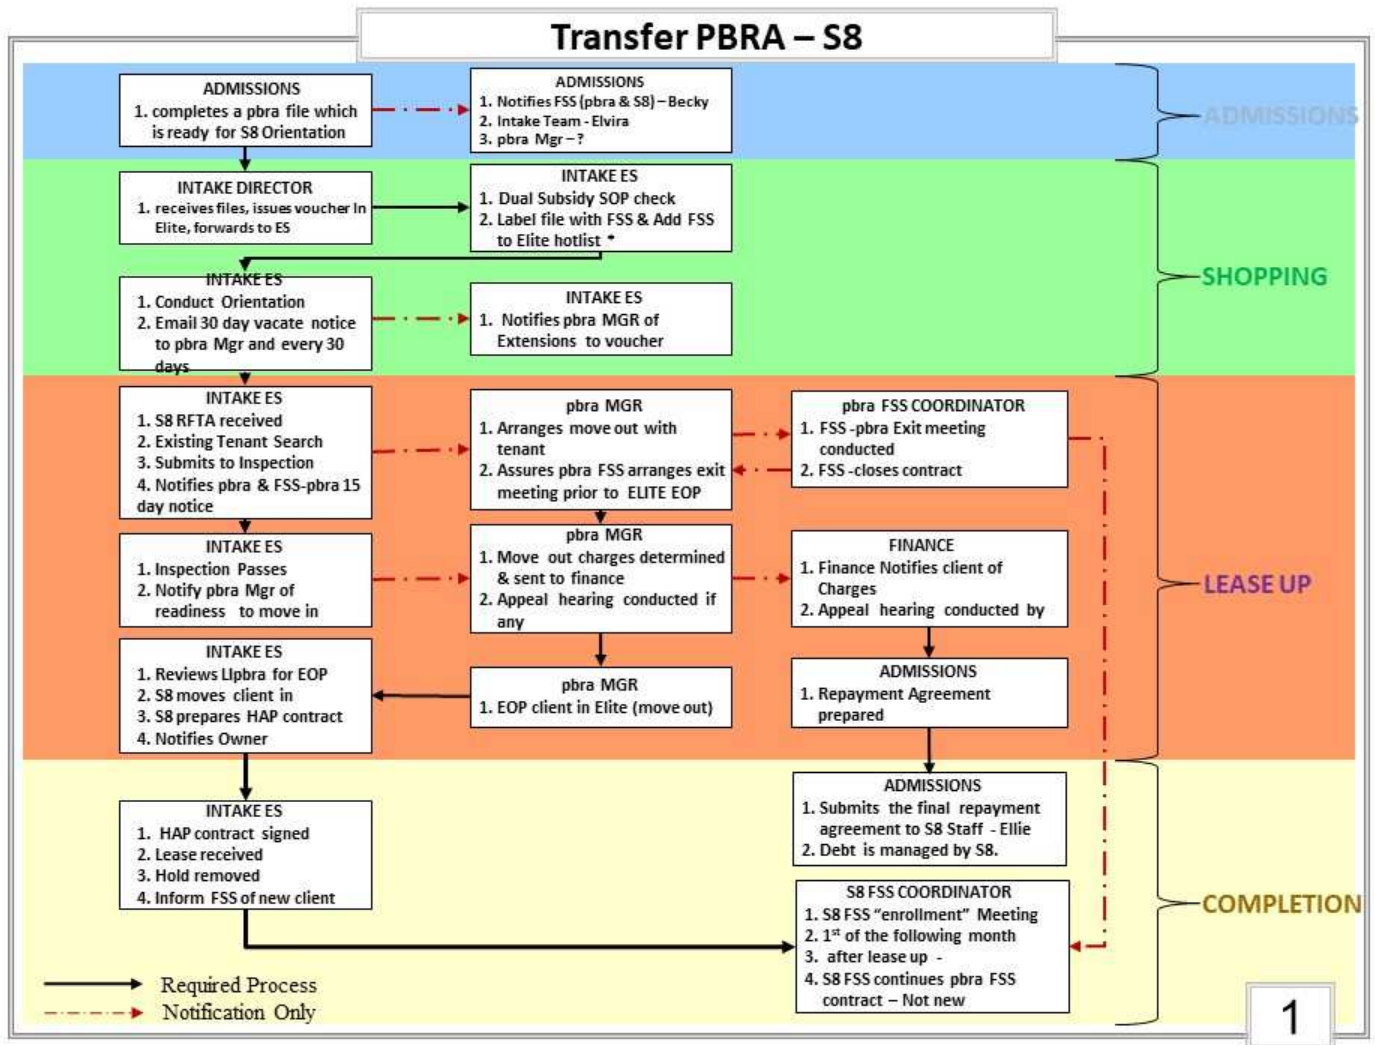 Transfer PBRA – S8
ADMISSIONS
1. completes a pbra file which
is ready for S8 Orientation
ADMISSIONS
1. Notifies FSS (pbra & S8) – Becky
2. Intake Team - Elvira
3. pbra Mgr – ?
ADMISSIONS
INTAKE DIRECTOR
1. receives files, issues voucher In
Elite, forwards to ES
INTAKE ES
1. Dual Subsidy SOP check
2. Label file with FSS & Add FSS
to Elite hotlist *
INTAKE ES
1. Conduct Orientation
2. Email 30 day vacate notice
to pbra Mgr and every 30
days
INTAKE ES
1. Notifies pbra MGR of
Extensions to voucher
SHOPPING
INTAKE ES
1. S8 RFTA received
2. Existing Tenant Search
3. Submits to Inspection
4. Notifies pbra & FSS-pbra 15
day notice
pbra MGR
1. Arranges move out with
tenant
2. Assures pbra FSS arranges exit
meeting prior to ELITE EOP
pbra FSS COORDINATOR
1. FSS -pbra Exit meeting
conducted
2. FSS -closes contract
INTAKE ES
1. Inspection Passes
2. Notify pbra Mgr of
readiness to move in
pbra MGR
1. Move out charges determined
& sent to finance
2. Appeal hearing conducted if
any
FINANCE
1. Finance Notifies client of
Charges
2. Appeal hearing conducted by
LEASE UP
INTAKE ES
1. Reviews LIpbra for EOP
2. S8 moves client in
3. S8 prepares HAP contract
4. Notifies Owner
pbra MGR
1. EOP client in Elite (move out)
ADMISSIONS
1. Repayment Agreement
prepared
ADMISSIONS
1. Submits the final repayment
agreement to S8 Staff - Ellie
2. Debt is managed by S8.
INTAKE ES
1. HAP contract signed
2. Lease received
3. Hold removed
4. Inform FSS of new client
S8 FSS COORDINATOR
1. S8 FSS “enrollment” Meeting
2. 1st of the following month
3. after lease up -
4. S8 FSS continues pbra FSS
contract – Not new
COMPLETION
Required Process
Notification Only
1